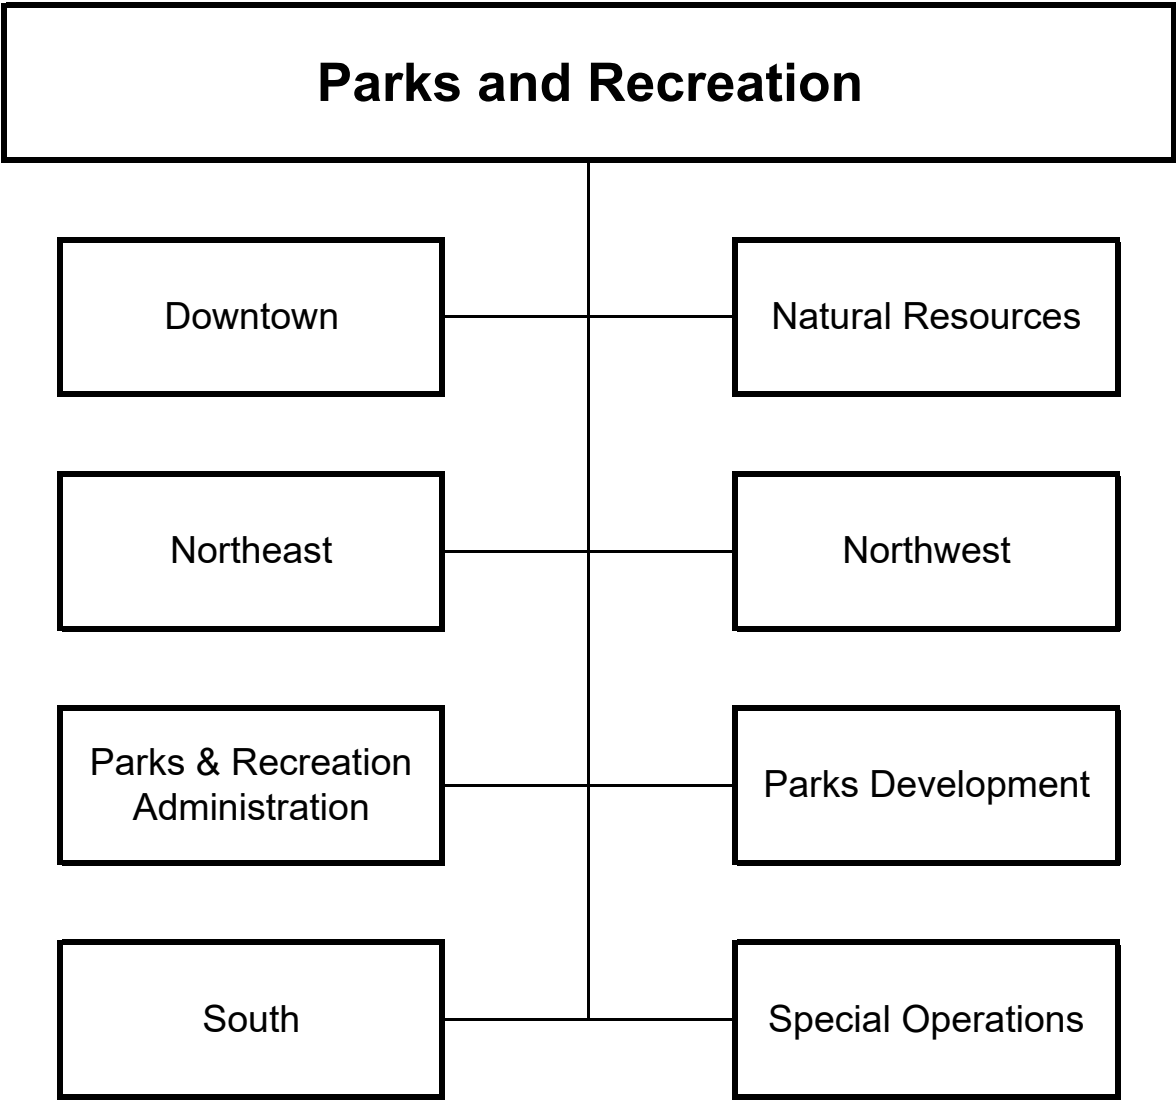 Parks and Recreation
Downtown
Natural Resources
Northeast
Northwest
Parks & Recreation
Administration
Parks Development
South
Special Operations